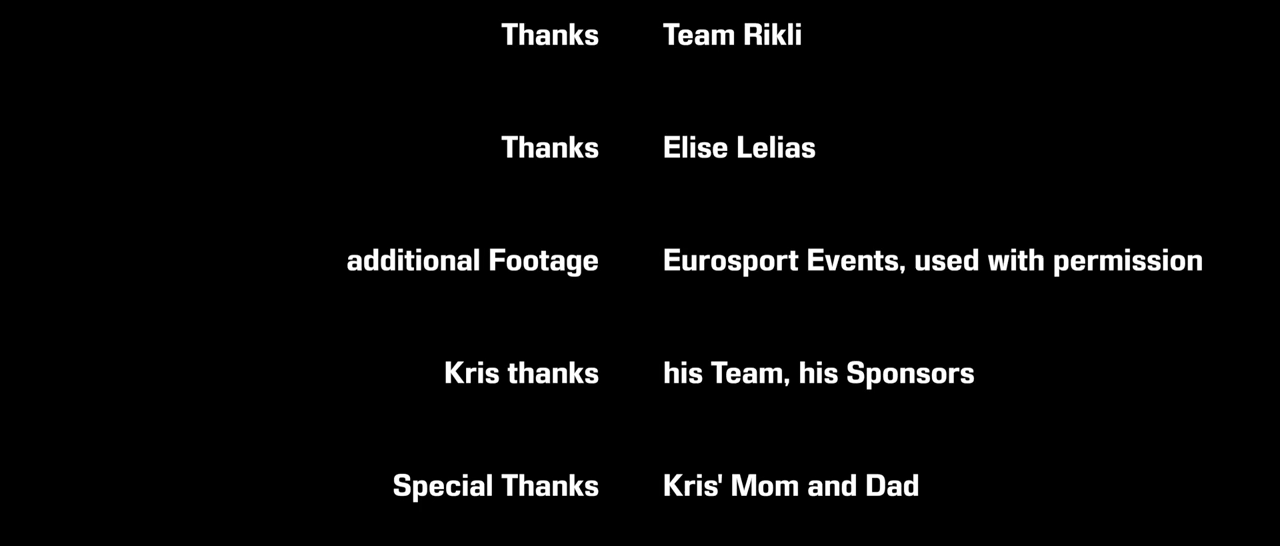 Thanks Team Rikli
Thanks Elise Lelias
additional Footage Eurosport Events, used with permission
Kris thanks his Team, his Sponsors
Special Thanks Kris' Mom and Dad